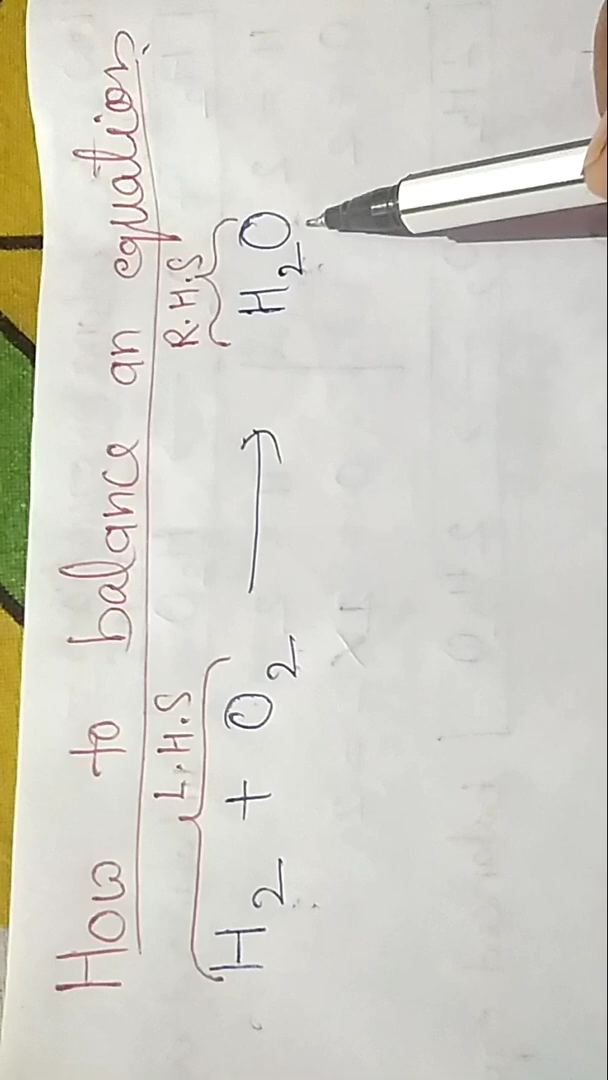 How to balance an equation.
L.H.S R.H.S
H₂ + O₂ → H₂O